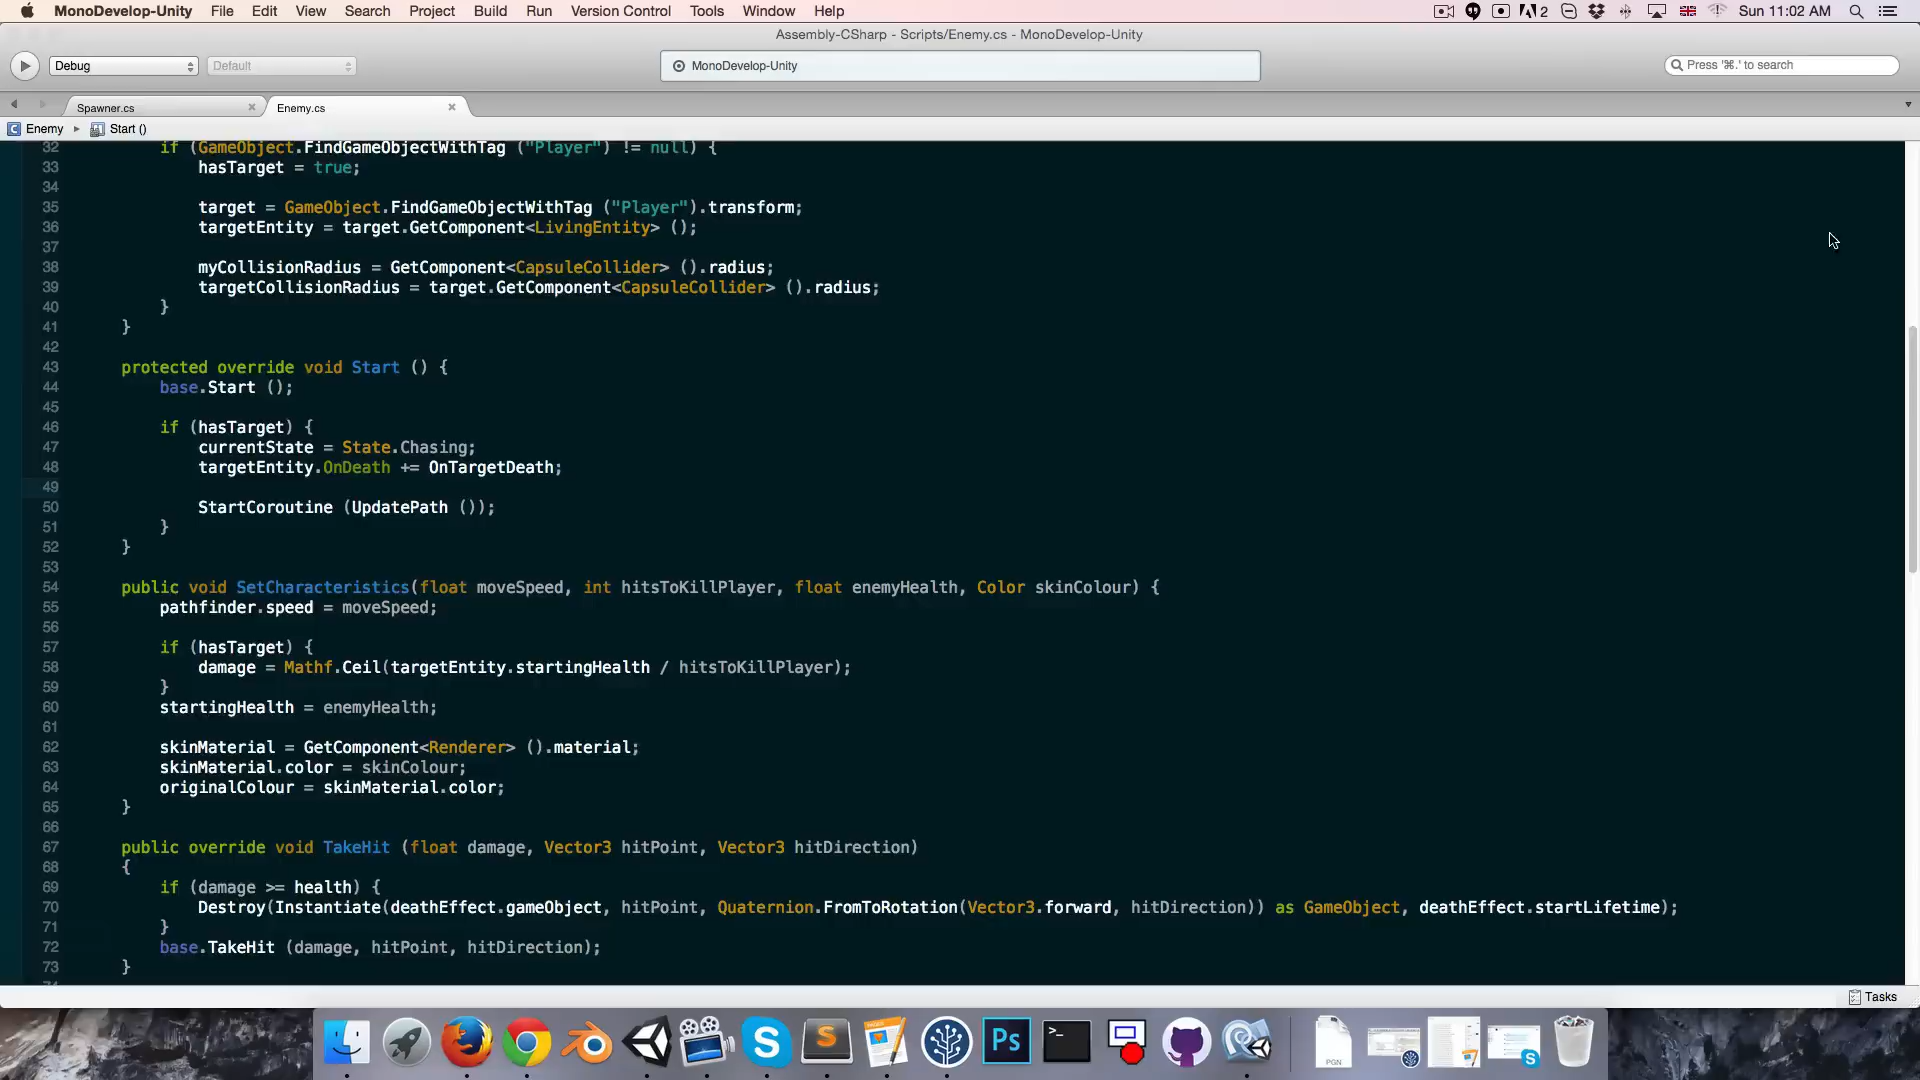 MonoDevelop-Unity File Edit View Search Project Build Run Version Control Tools Window Help 2 Sun 11:02 AM
Assembly-CSharp - Scripts/Enemy.cs - MonoDevelop-Unity
Debug Default MonoDevelop-Unity Press '⌘.' to search
Spawner.cs Enemy.cs
Enemy Start ()
32 if (GameObject.FindGameObjectWithTag ("Player") != null) {
33 hasTarget = true;
34
35 target = GameObject.FindGameObjectWithTag ("Player").transform;
36 targetEntity = target.GetComponent<LivingEntity> ();
37
38 myCollisionRadius = GetComponent<CapsuleCollider> ().radius;
39 targetCollisionRadius = target.GetComponent<CapsuleCollider> ().radius;
40 }
41 }
42
43 protected override void Start () {
44 base.Start ();
45
46 if (hasTarget) {
47 currentState = State.Chasing;
48 targetEntity.OnDeath += OnTargetDeath;
49
50 StartCoroutine (UpdatePath ());
51 }
52 }
53
54 public void SetCharacteristics(float moveSpeed, int hitsToKillPlayer, float enemyHealth, Color skinColour) {
55 pathfinder.speed = moveSpeed;
56
57 if (hasTarget) {
58 damage = Mathf.Ceil(targetEntity.startingHealth / hitsToKillPlayer);
59 }
60 startingHealth = enemyHealth;
61
62 skinMaterial = GetComponent<Renderer> ().material;
63 skinMaterial.color = skinColour;
64 originalColour = skinMaterial.color;
65 }
66
67 public override void TakeHit (float damage, Vector3 hitPoint, Vector3 hitDirection)
68 {
69 if (damage >= health) {
70 Destroy(Instantiate(deathEffect.gameObject, hitPoint, Quaternion.FromToRotation(Vector3.forward, hitDirection)) as GameObject, deathEffect.startLifetime);
71 }
72 base.TakeHit (damage, hitPoint, hitDirection);
73 }
Tasks
Ps
PGN